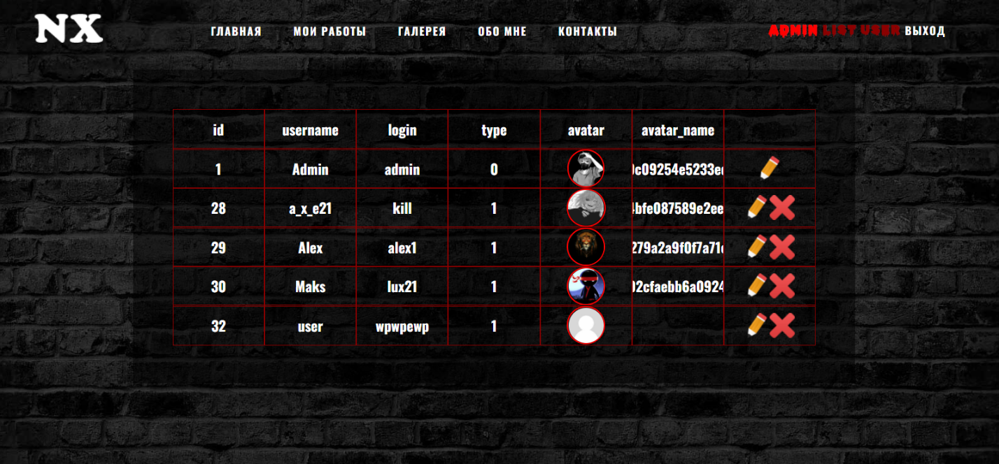 NX
ГЛАВНАЯ МОИ РАБОТЫ ГАЛЕРЕЯ ОБО МНЕ КОНТАКТЫ ADMIN LIST USER ВЫХОД
id username login type avatar avatar_name
1 Admin admin 0 c09254e5233e
28 a_x_e21 kill 1 bfe087589e2ee
29 Alex alex1 1 279a2a9f0f7a71
30 Maks lux21 1 2cfaebb6a0924
32 user wpwpewp 1